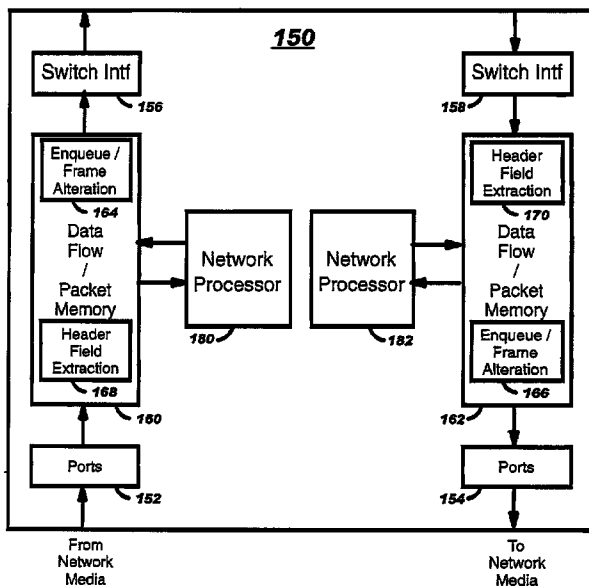 150
Switch Intf
156
Enqueue /
Frame
Alteration
164
Data
Flow
/
Packet
Memory
Header
Field
Extraction
168
160
Ports
152
From
Network
Media
Network
Processor
180
Network
Processor
182
Switch Intf
158
Header
Field
Extraction
170
Data
Flow
/
Packet
Memory
Enqueue /
Frame
Alteration
166
162
Ports
154
To
Network
Media